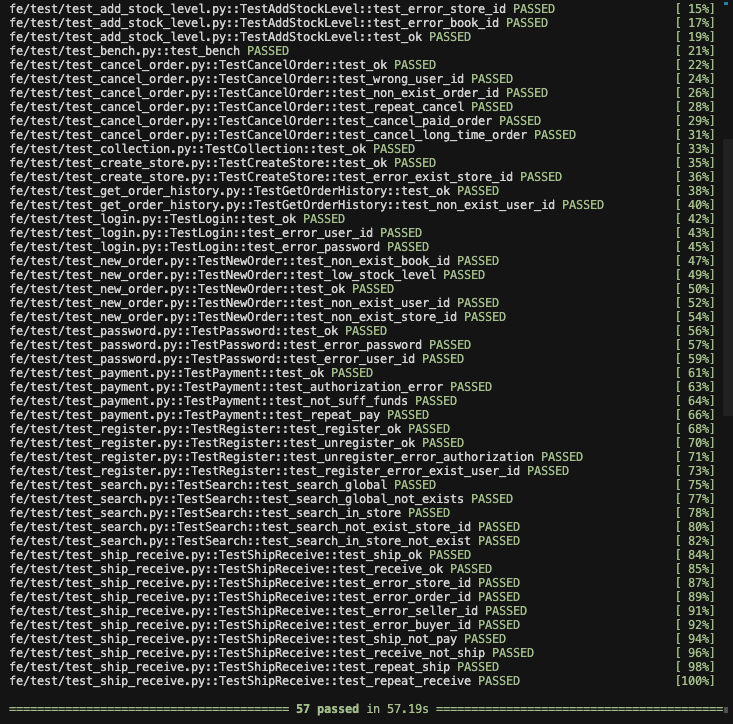 fe/test/test_add_stock_level.py::TestAddStockLevel::test_error_store_id PASSED [ 15%]
fe/test/test_add_stock_level.py::TestAddStockLevel::test_error_book_id PASSED [ 17%]
fe/test/test_add_stock_level.py::TestAddStockLevel::test_ok PASSED [ 19%]
fe/test/test_bench.py::test_bench PASSED [ 21%]
fe/test/test_cancel_order.py::TestCancelOrder::test_ok PASSED [ 22%]
fe/test/test_cancel_order.py::TestCancelOrder::test_wrong_user_id PASSED [ 24%]
fe/test/test_cancel_order.py::TestCancelOrder::test_non_exist_order_id PASSED [ 26%]
fe/test/test_cancel_order.py::TestCancelOrder::test_repeat_cancel PASSED [ 28%]
fe/test/test_cancel_order.py::TestCancelOrder::test_cancel_paid_order PASSED [ 29%]
fe/test/test_cancel_order.py::TestCancelOrder::test_cancel_long_time_order PASSED [ 31%]
fe/test/test_collection.py::TestCollection::test_ok PASSED [ 33%]
fe/test/test_create_store.py::TestCreateStore::test_ok PASSED [ 35%]
fe/test/test_create_store.py::TestCreateStore::test_error_exist_store_id PASSED [ 36%]
fe/test/test_get_order_history.py::TestGetOrderHistory::test_ok PASSED [ 38%]
fe/test/test_get_order_history.py::TestGetOrderHistory::test_non_exist_user_id PASSED [ 40%]
fe/test/test_login.py::TestLogin::test_ok PASSED [ 42%]
fe/test/test_login.py::TestLogin::test_error_user_id PASSED [ 43%]
fe/test/test_login.py::TestLogin::test_error_password PASSED [ 45%]
fe/test/test_new_order.py::TestNewOrder::test_non_exist_book_id PASSED [ 47%]
fe/test/test_new_order.py::TestNewOrder::test_low_stock_level PASSED [ 49%]
fe/test/test_new_order.py::TestNewOrder::test_ok PASSED [ 50%]
fe/test/test_new_order.py::TestNewOrder::test_non_exist_user_id PASSED [ 52%]
fe/test/test_new_order.py::TestNewOrder::test_non_exist_store_id PASSED [ 54%]
fe/test/test_password.py::TestPassword::test_ok PASSED [ 56%]
fe/test/test_password.py::TestPassword::test_error_password PASSED [ 57%]
fe/test/test_password.py::TestPassword::test_error_user_id PASSED [ 59%]
fe/test/test_payment.py::TestPayment::test_ok PASSED [ 61%]
fe/test/test_payment.py::TestPayment::test_authorization_error PASSED [ 63%]
fe/test/test_payment.py::TestPayment::test_not_suff_funds PASSED [ 64%]
fe/test/test_payment.py::TestPayment::test_repeat_pay PASSED [ 66%]
fe/test/test_register.py::TestRegister::test_register_ok PASSED [ 68%]
fe/test/test_register.py::TestRegister::test_unregister_ok PASSED [ 70%]
fe/test/test_register.py::TestRegister::test_unregister_error_authorization PASSED [ 71%]
fe/test/test_register.py::TestRegister::test_register_error_exist_user_id PASSED [ 73%]
fe/test/test_search.py::TestSearch::test_search_global PASSED [ 75%]
fe/test/test_search.py::TestSearch::test_search_global_not_exists PASSED [ 77%]
fe/test/test_search.py::TestSearch::test_search_in_store PASSED [ 78%]
fe/test/test_search.py::TestSearch::test_search_not_exist_store_id PASSED [ 80%]
fe/test/test_search.py::TestSearch::test_search_in_store_not_exist PASSED [ 82%]
fe/test/test_ship_receive.py::TestShipReceive::test_ship_ok PASSED [ 84%]
fe/test/test_ship_receive.py::TestShipReceive::test_receive_ok PASSED [ 85%]
fe/test/test_ship_receive.py::TestShipReceive::test_error_store_id PASSED [ 87%]
fe/test/test_ship_receive.py::TestShipReceive::test_error_order_id PASSED [ 89%]
fe/test/test_ship_receive.py::TestShipReceive::test_error_seller_id PASSED [ 91%]
fe/test/test_ship_receive.py::TestShipReceive::test_error_buyer_id PASSED [ 92%]
fe/test/test_ship_receive.py::TestShipReceive::test_ship_not_pay PASSED [ 94%]
fe/test/test_ship_receive.py::TestShipReceive::test_receive_not_ship PASSED [ 96%]
fe/test/test_ship_receive.py::TestShipReceive::test_repeat_ship PASSED [ 98%]
fe/test/test_ship_receive.py::TestShipReceive::test_repeat_receive PASSED [100%]
======================================== 57 passed in 57.19s =========================================